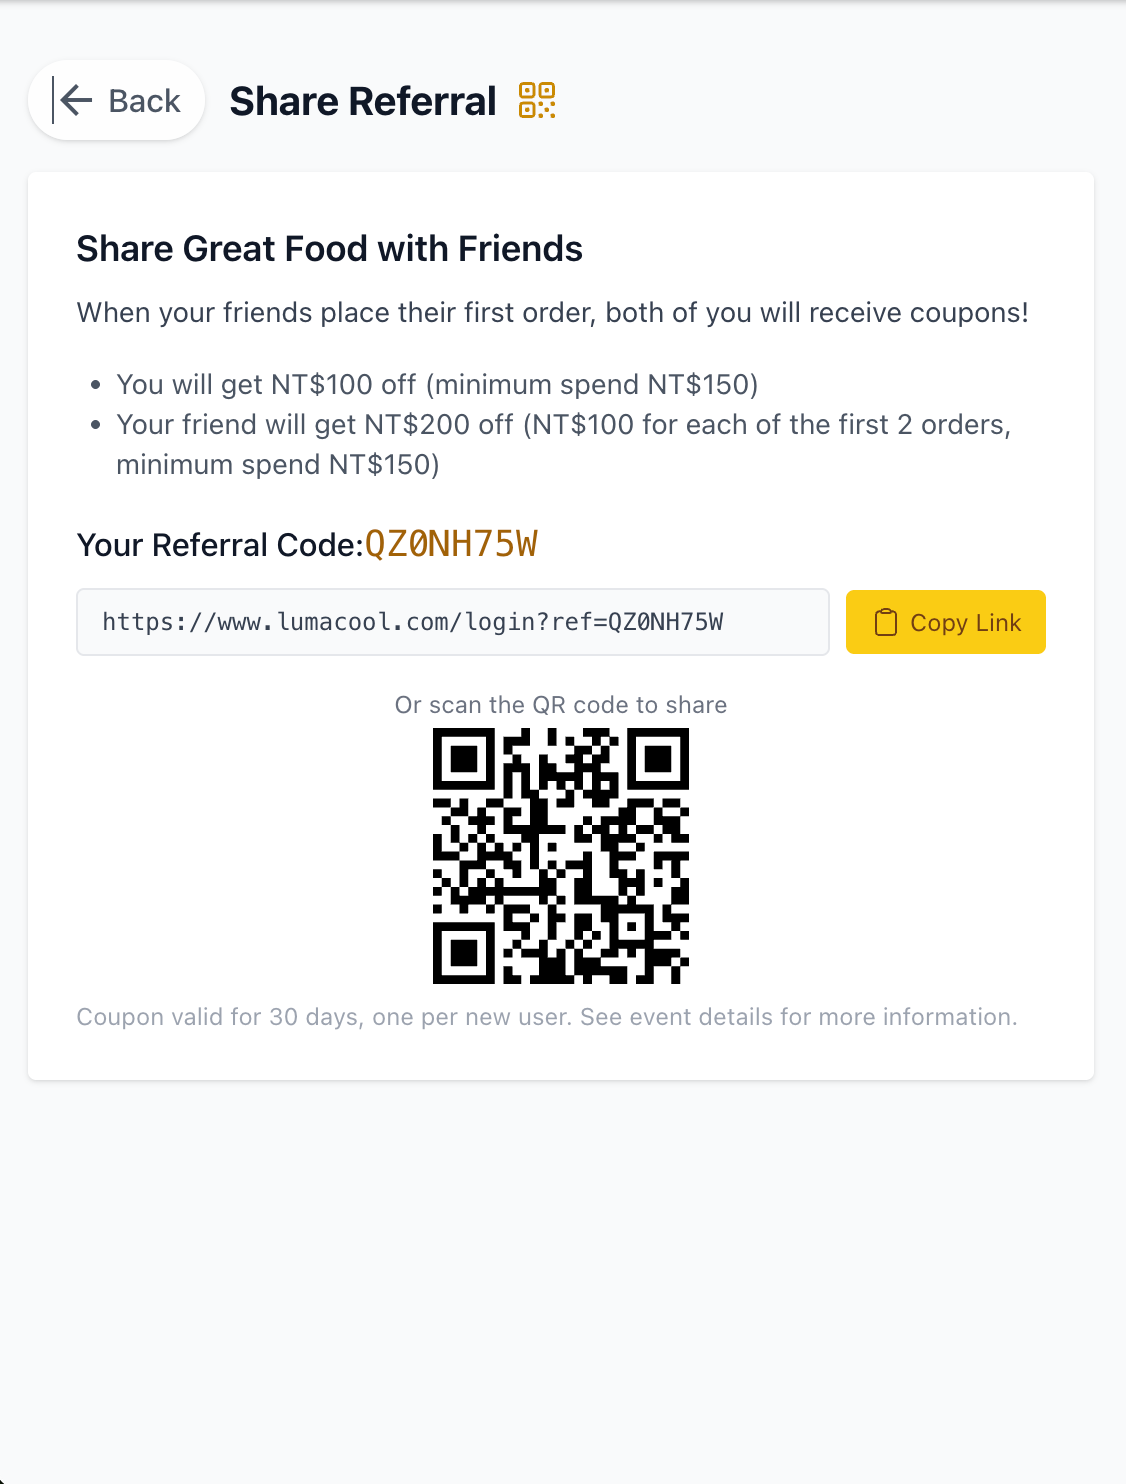 Back
Share Referral
Share Great Food with Friends
When your friends place their first order, both of you will receive coupons!
• You will get NT$100 off (minimum spend NT$150)
• Your friend will get NT$200 off (NT$100 for each of the first 2 orders,
minimum spend NT$150)
Your Referral Code:QZ0NH75W
https://www.lumacool.com/login?ref=QZ0NH75W
Copy Link
Or scan the QR code to share
Coupon valid for 30 days, one per new user. See event details for more information.